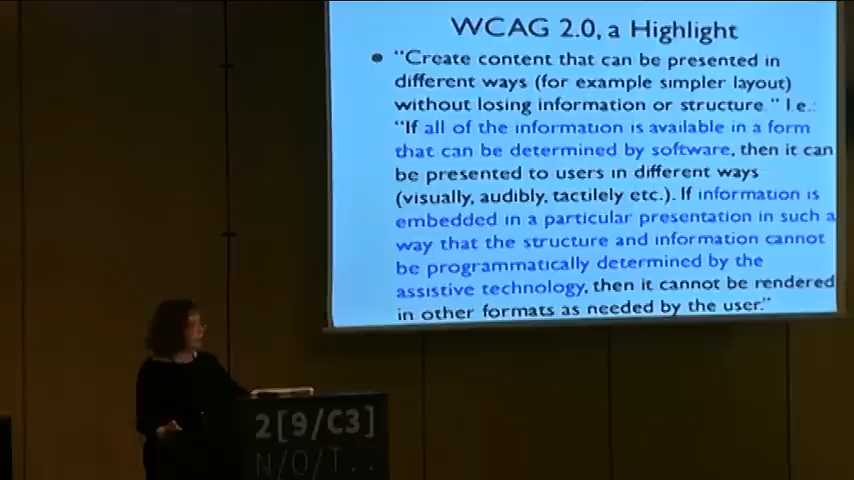 WCAG 2.0, a Highlight
• “Create content that can be presented in
different ways (for example simpler layout)
without losing information or structure ” I.e.:
“If all of the information is available in a form
that can be determined by software, then it can
be presented to users in different ways
(visually, audibly, tactilely etc.). If information is
embedded in a particular presentation in such a
way that the structure and information cannot
be programmatically determined by the
assistive technology, then it cannot be rendered
in other formats as needed by the user.”
2[9/C3]
N/O/T..